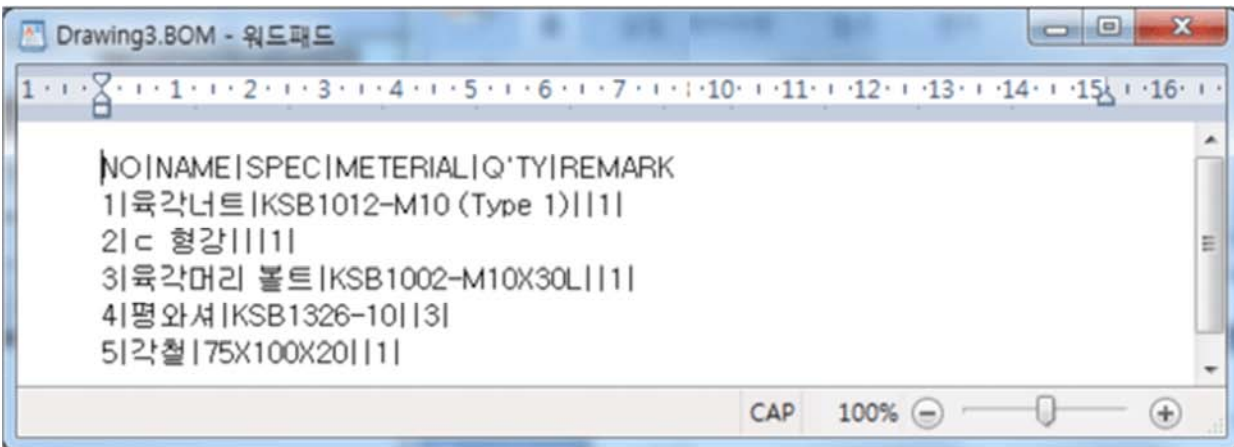 Drawing3.BOM - 워드패드
1 1 2 3 4 5 6 7 10 11 12 13 14 15 16
NO|NAME|SPEC|METERIAL|Q'TY|REMARK
1|육각너트|KSB1012-M10 (Type 1)||1|
2|ㄷ 형강|||1|
3|육각머리 볼트|KSB1002-M10X30L||1|
4|평와셔|KSB1326-10||3|
5|각철|75X100X20||1|
CAP 100%